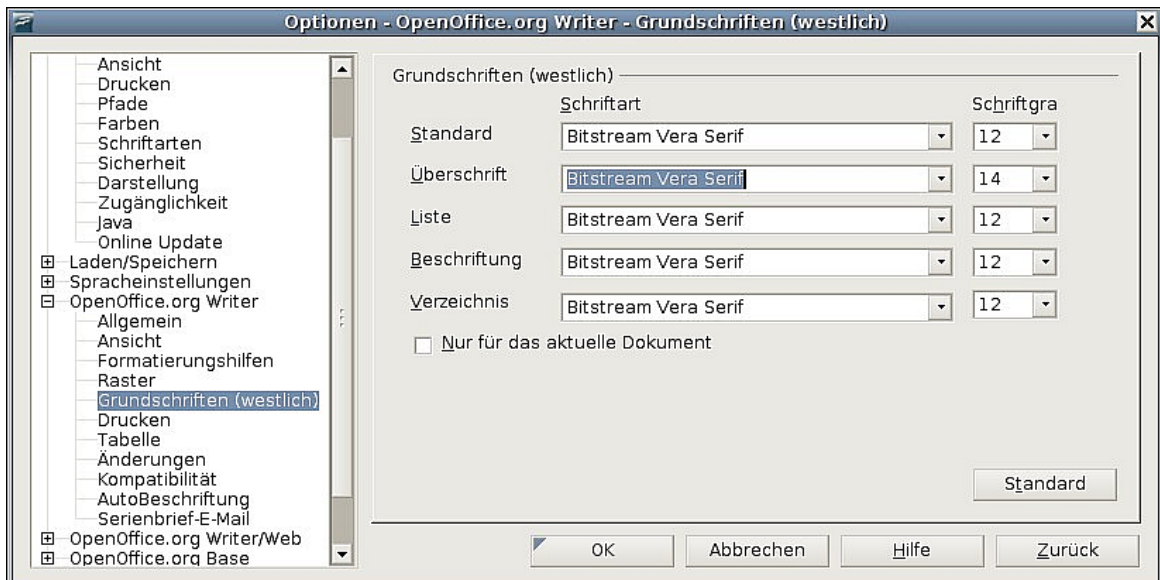 Optionen - OpenOffice.org Writer - Grundschriften (westlich)
Ansicht
Drucken
Pfade
Farben
Schriftarten
Sicherheit
Darstellung
Zugänglichkeit
Java
Online Update
Laden/Speichern
Spracheinstellungen
OpenOffice.org Writer
Allgemein
Ansicht
Formatierungshilfen
Raster
Grundschriften (westlich)
Drucken
Tabelle
Änderungen
Kompatibilität
AutoBeschriftung
Serienbrief-E-Mail
OpenOffice.org Writer/Web
OpenOffice.org Base
Grundschriften (westlich)
Schriftart Schriftgra
Standard Bitstream Vera Serif 12
Überschrift Bitstream Vera Serif 14
Liste Bitstream Vera Serif 12
Beschriftung Bitstream Vera Serif 12
Verzeichnis Bitstream Vera Serif 12
Nur für das aktuelle Dokument
Standard
OK Abbrechen Hilfe Zurück